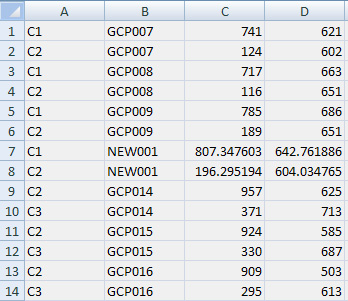 A B C D
1 C1 GCP007 741 621
2 C2 GCP007 124 602
3 C1 GCP008 717 663
4 C2 GCP008 116 651
5 C1 GCP009 785 686
6 C2 GCP009 189 651
7 C1 NEW001 807.347603 642.761886
8 C2 NEW001 196.295194 604.034765
9 C2 GCP014 957 625
10 C3 GCP014 371 713
11 C2 GCP015 924 585
12 C3 GCP015 330 687
13 C2 GCP016 909 503
14 C3 GCP016 295 613